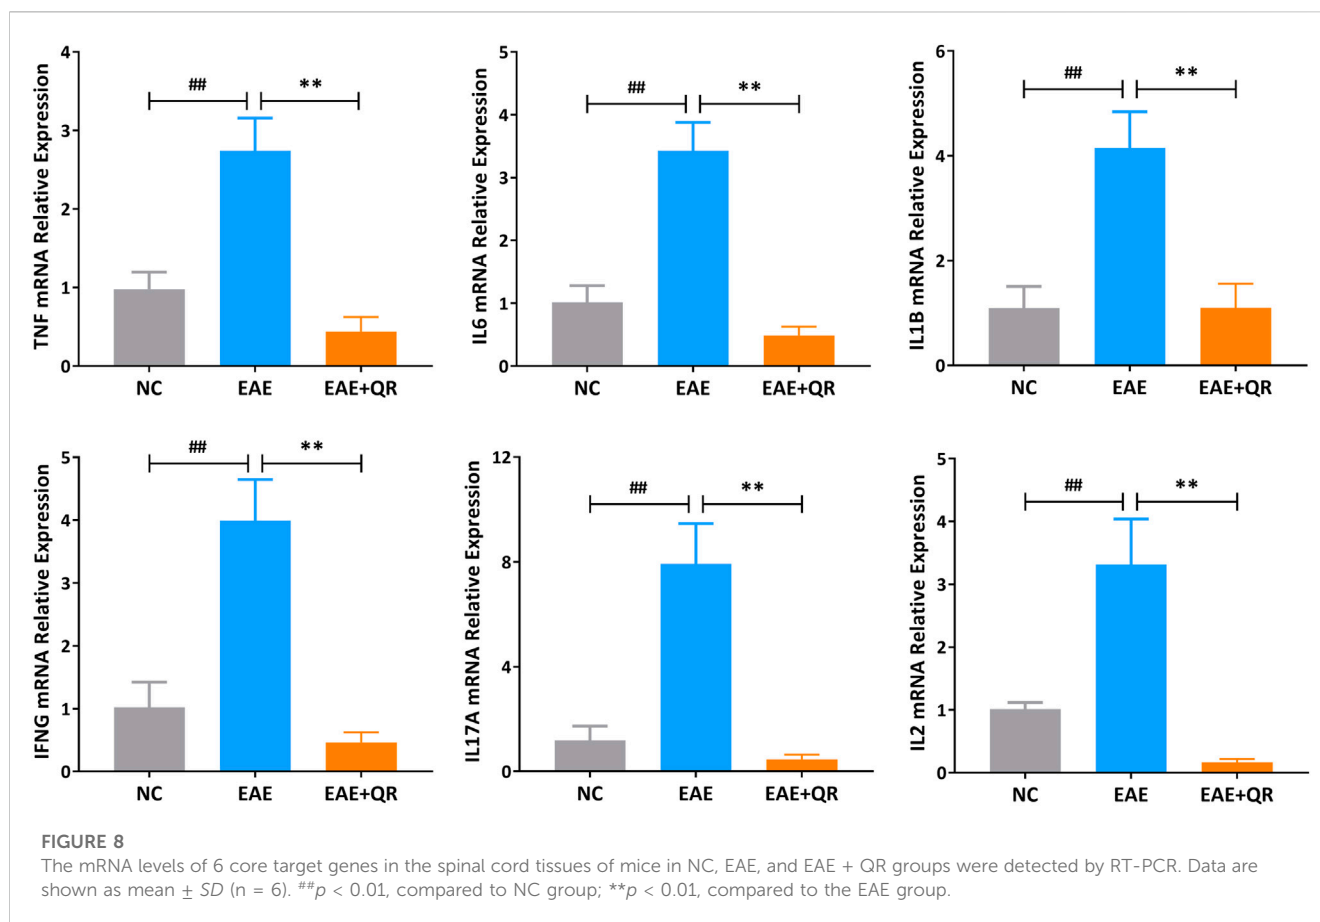 TNF mRNA Relative Expression
4
3
2
1
0
##
**
NC EAE EAE+QR
IL6 mRNA Relative Expression
5
4
3
2
1
0
##
**
NC EAE EAE+QR
IL1B mRNA Relative Expression
6
4
2
0
##
**
NC EAE EAE+QR
IFNG mRNA Relative Expression
5
4
3
2
1
0
##
**
NC EAE EAE+QR
IL17A mRNA Relative Expression
12
8
4
0
##
**
NC EAE EAE+QR
IL2 mRNA Relative Expression
5
4
3
2
1
0
##
**
NC EAE EAE+QR
FIGURE 8
The mRNA levels of 6 core target genes in the spinal cord tissues of mice in NC, EAE, and EAE + QR groups were detected by RT-PCR. Data are
shown as mean ± SD (n = 6). ##p < 0.01, compared to NC group; **p < 0.01, compared to the EAE group.